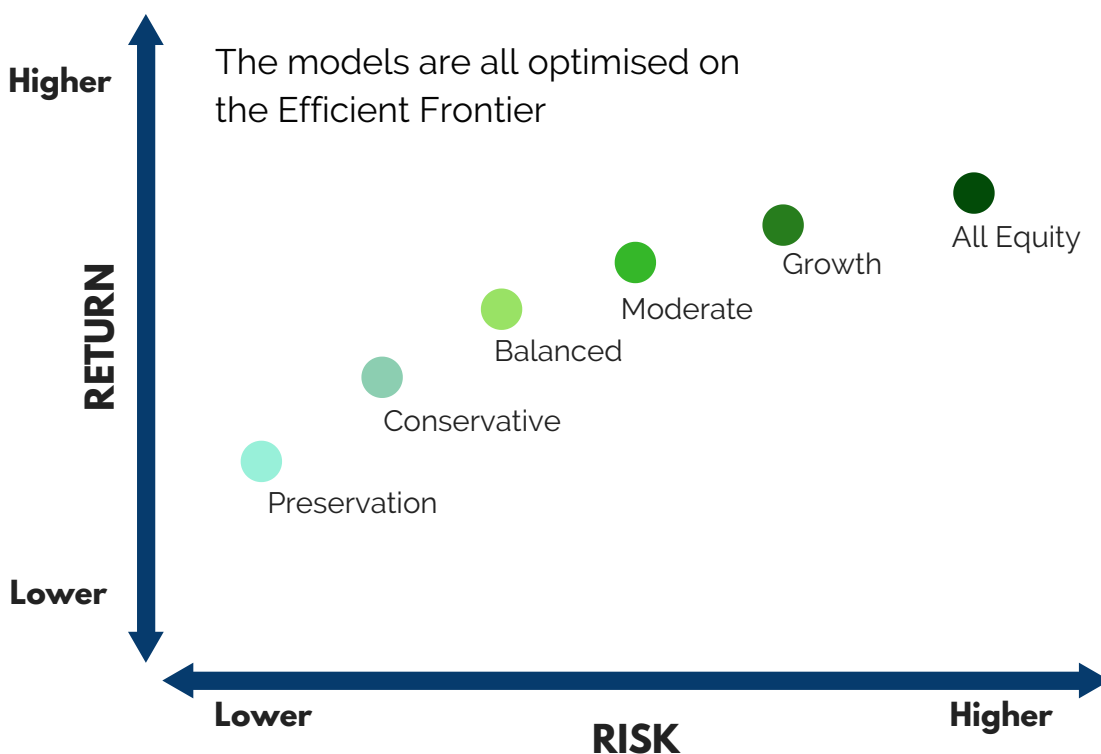 The models are all optimised on
the Efficient Frontier
Higher
RETURN
Lower
All Equity
Growth
Moderate
Balanced
Conservative
Preservation
Lower
Higher
RISK